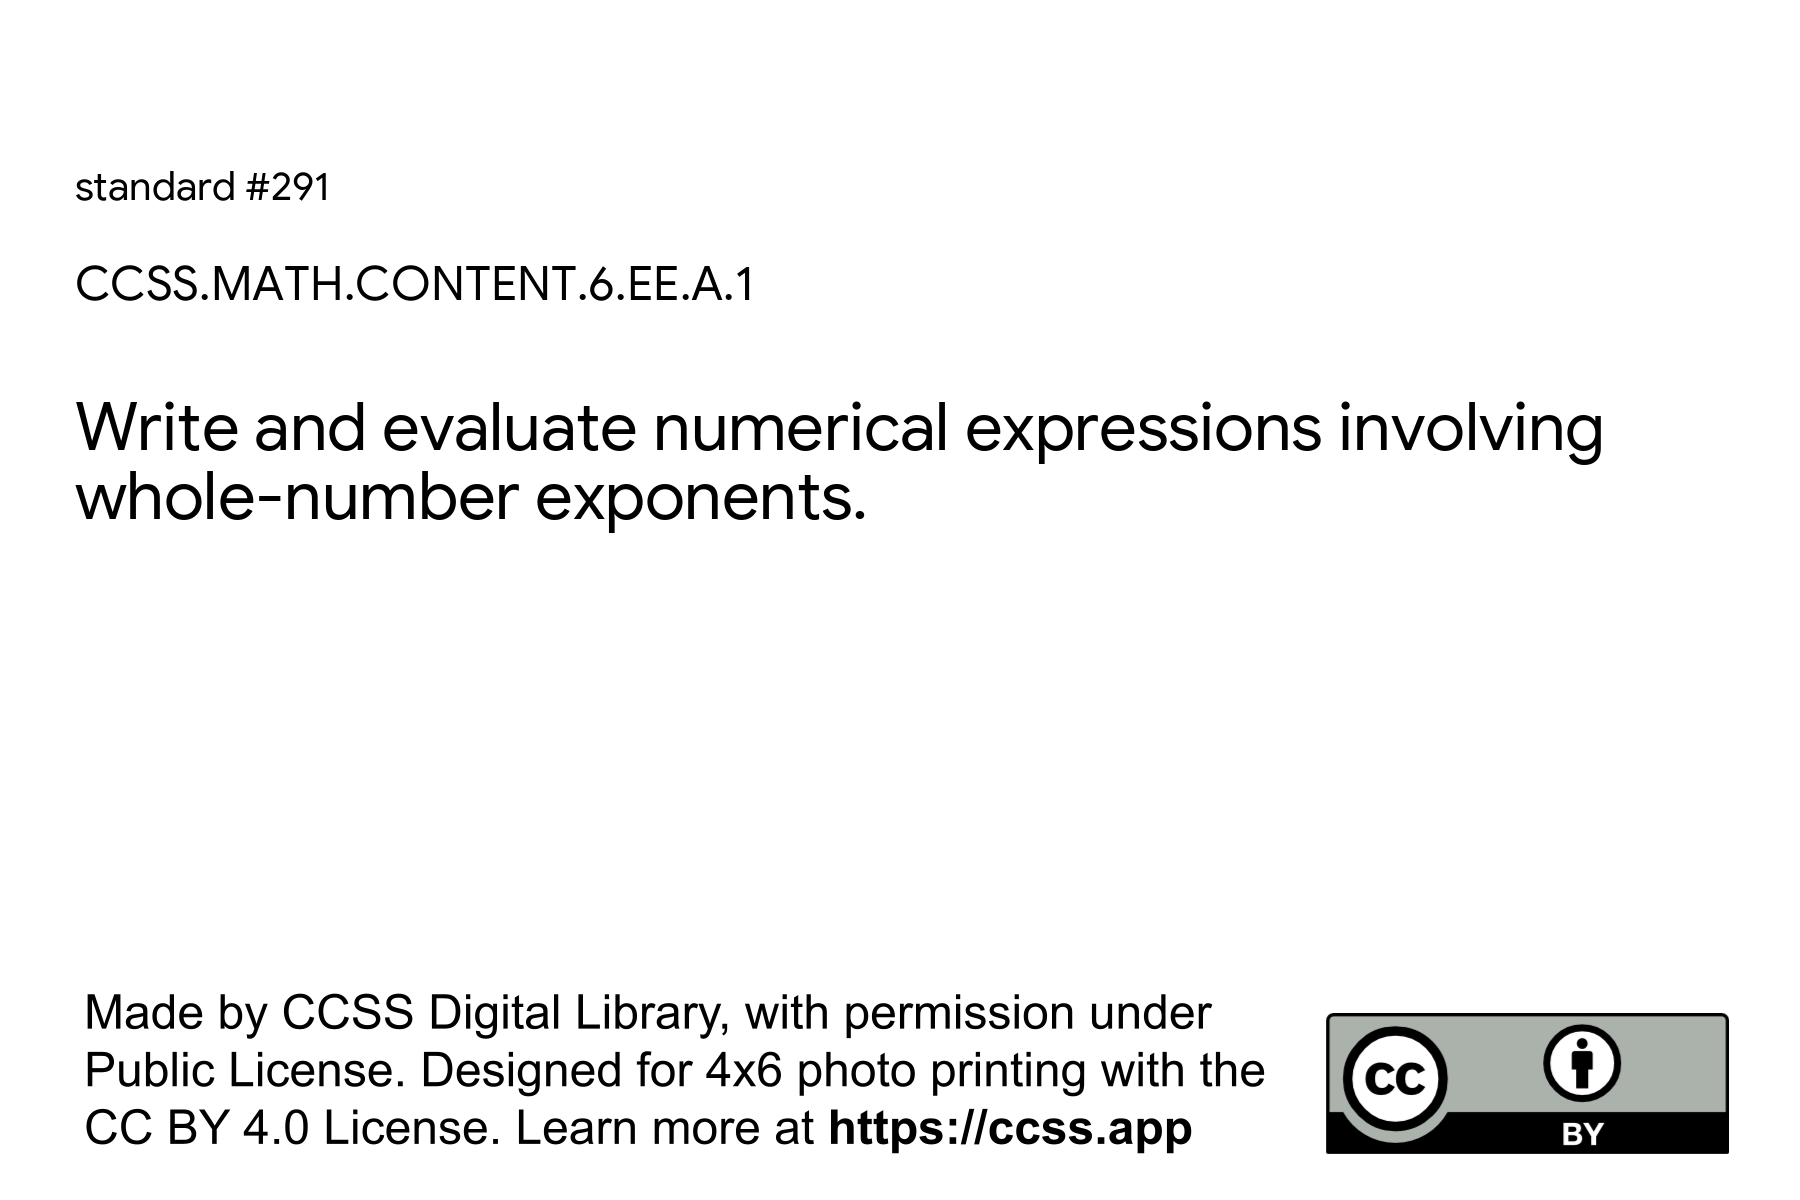 standard #291
CCSS.MATH.CONTENT.6.EE.A.1
Write and evaluate numerical expressions involving
whole-number exponents.
Made by CCSS Digital Library, with permission under
Public License. Designed for 4x6 photo printing with the
CC BY 4.0 License. Learn more at https://ccss.app
CC
BY